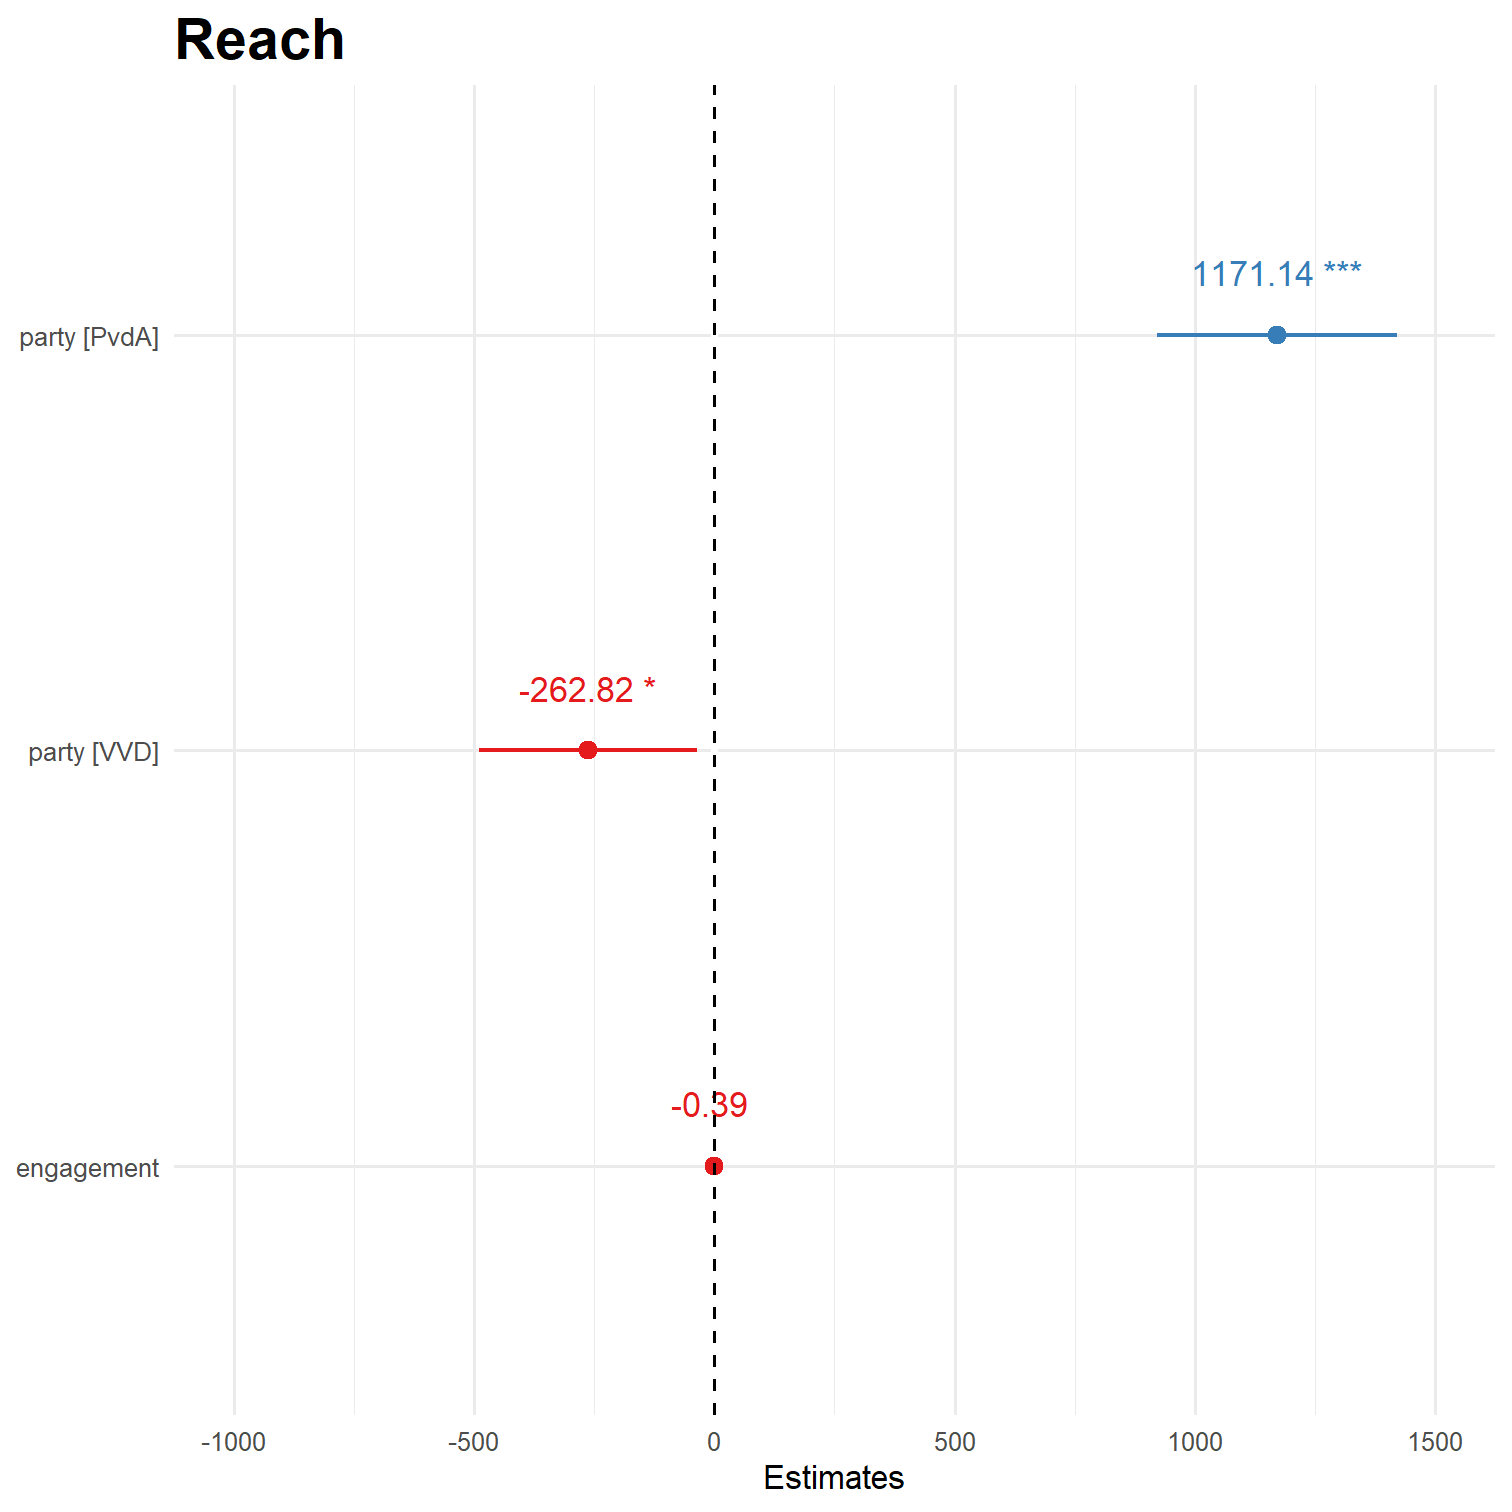 Reach
1171.14 ***
party [PvdA]
-262.82 *
party [VVD]
-0.39
engagement
-1000 -500 0 500 1000 1500
Estimates